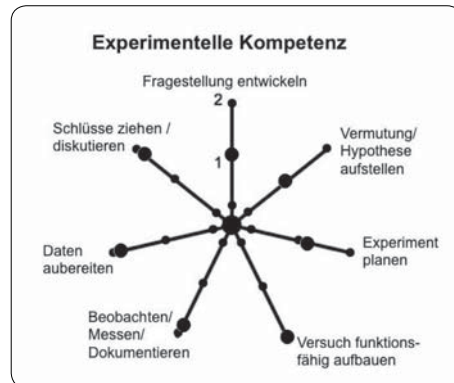 Experimentelle Kompetenz
Fragestellung entwickeln
2
1
Vermutung/
Hypothese
aufstellen
Experiment
planen
Versuch funktions-
fähig aufbauen
Beobachten/
Messen/
Dokumentieren
Daten
aubereiten
Schlüsse ziehen /
diskutieren